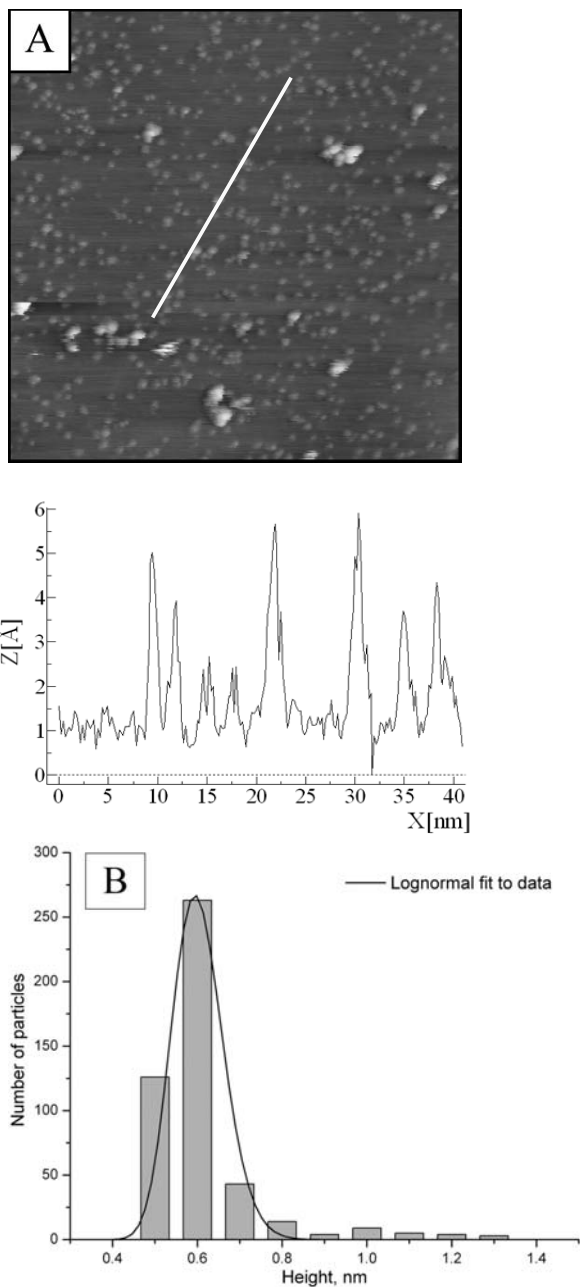 A
6
5
4
3
2
1
0
Z[Å]
0 5 10 15 20 25 30 35 40
X[nm]
B
Lognormal fit to data
300
250
200
150
100
50
0
Number of particles
0.4 0.6 0.8 1.0 1.2 1.4
Height, nm